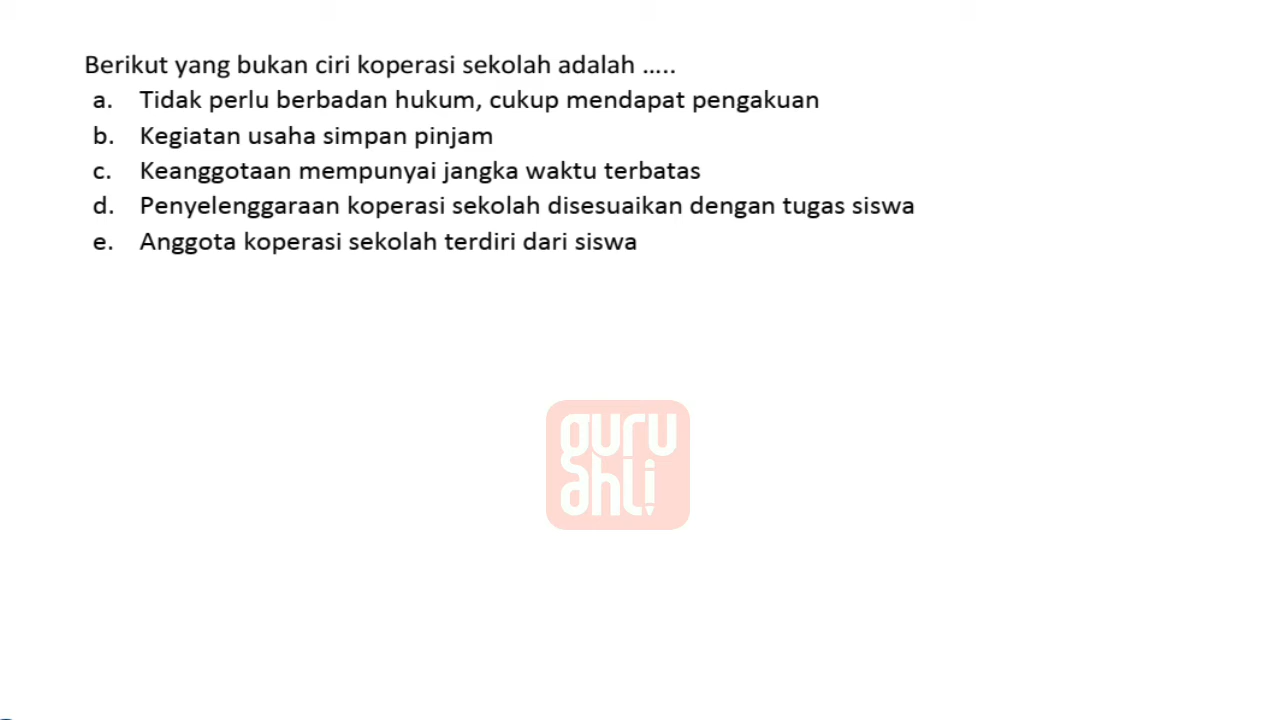 Berikut yang bukan ciri koperasi sekolah adalah …..
a. Tidak perlu berbadan hukum, cukup mendapat pengakuan
b. Kegiatan usaha simpan pinjam
c. Keanggotaan mempunyai jangka waktu terbatas
d. Penyelenggaraan koperasi sekolah disesuaikan dengan tugas siswa
e. Anggota koperasi sekolah terdiri dari siswa
guru
ahli